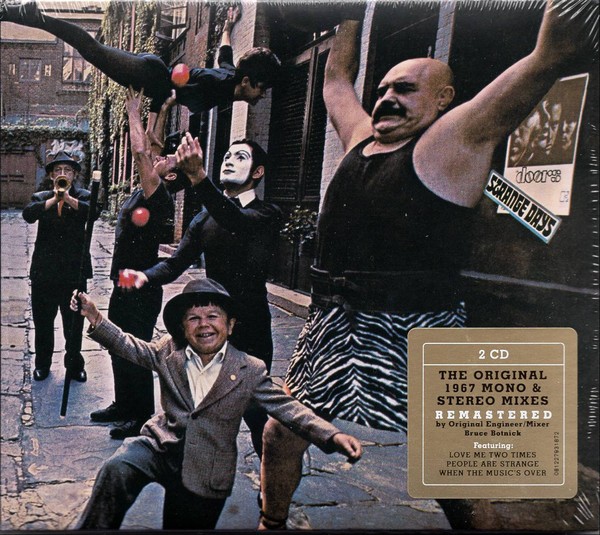 doors
STRANGE DAYS
2 CD
THE ORIGINAL
1967 MONO &
STEREO MIXES
REMASTERED
by Original Engineer/Mixer
Bruce Botnick
Featuring:
LOVE ME TWO TIMES
PEOPLE ARE STRANGE
WHEN THE MUSIC'S OVER